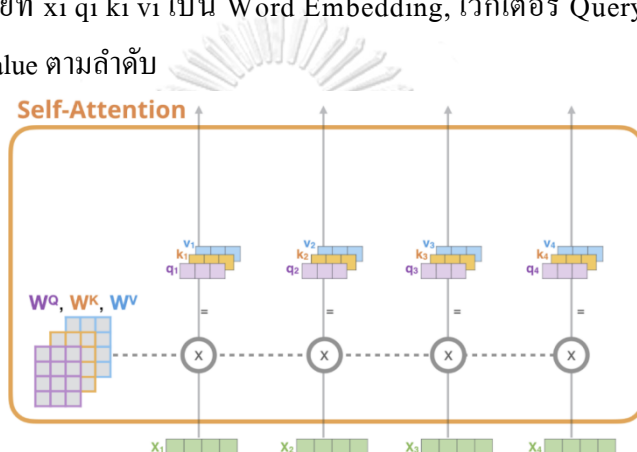 ยที่ xi qi ki vi เป็น Word Embedding, เวกเตอร์ Query
alue ตามลำดับ
Self-Attention
v1 v2 v3 v4
k1 k2 k3 k4
q1 q2 q3 q4
WQ, WK, WV = = = =
X X X X
X1 X2 X3 X4